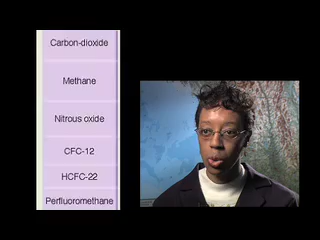 Carbon-dioxide
Methane
Nitrous oxide
CFC-12
HCFC-22
Perfluoromethane